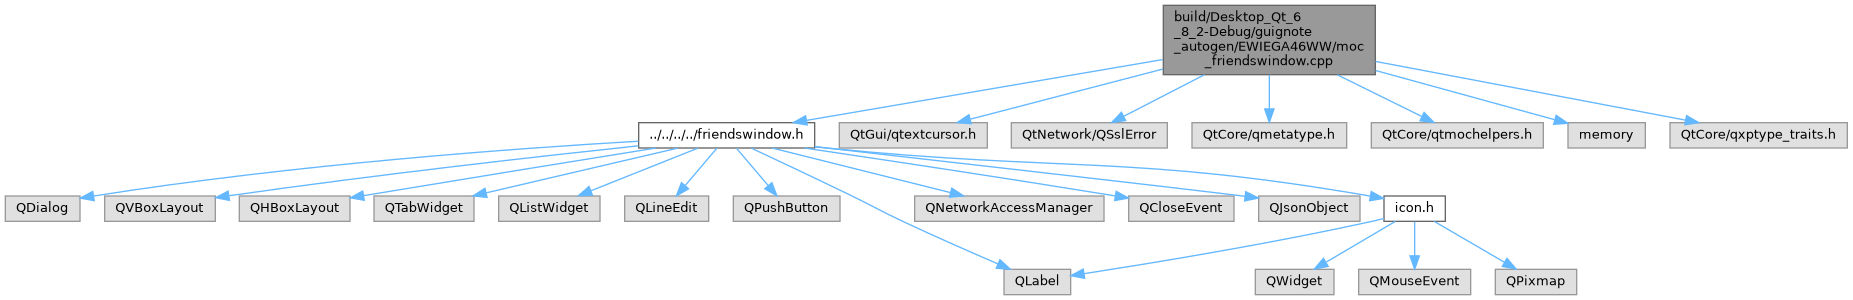 build/Desktop_Qt_6
_8_2-Debug/guignote
_autogen/EWIEGA46WW/moc
_friendswindow.cpp
../../../../friendswindow.h
QtGui/qtextcursor.h
QtNetwork/QSslError
QtCore/qmetatype.h
QtCore/qtmochelpers.h
memory
QtCore/qxptype_traits.h
QDialog
QVBoxLayout
QHBoxLayout
QTabWidget
QListWidget
QLineEdit
QPushButton
QNetworkAccessManager
QCloseEvent
QJsonObject
icon.h
QLabel
QWidget
QMouseEvent
QPixmap